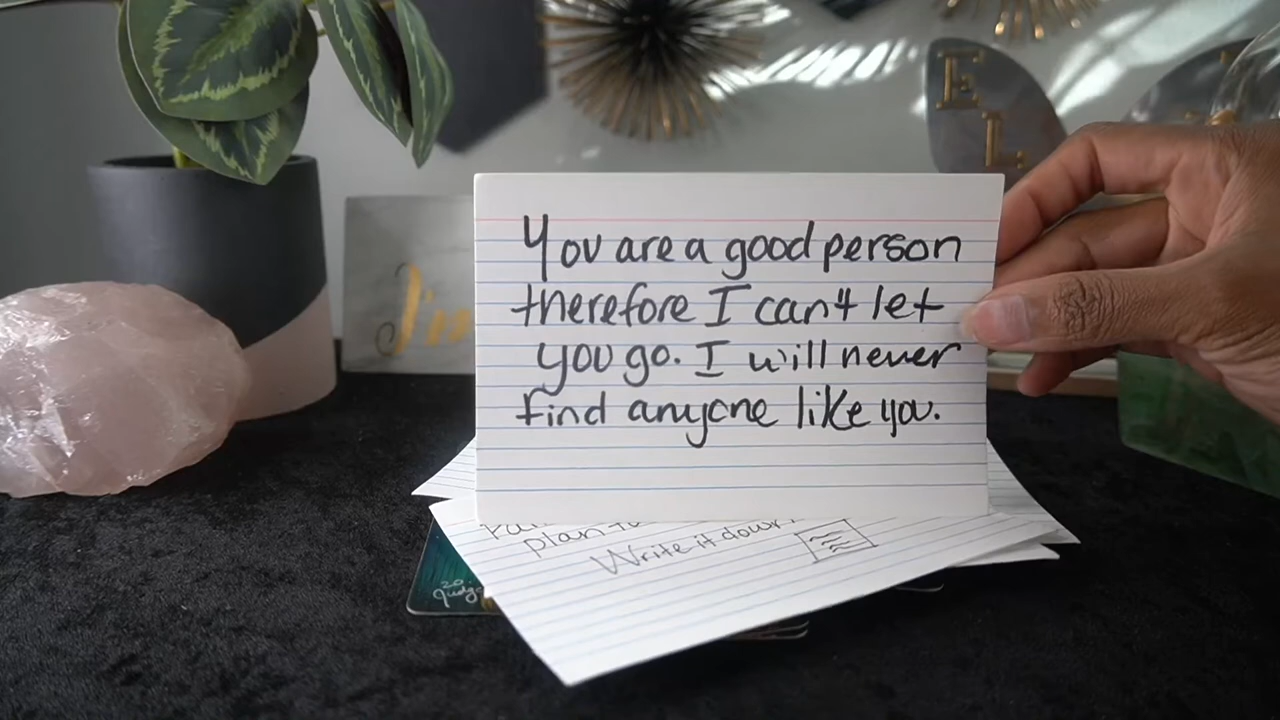 E
L
I'm
You are a good person
therefore I can't let
you go. I will never
find anyone like you.
plan to
Write it down!
20